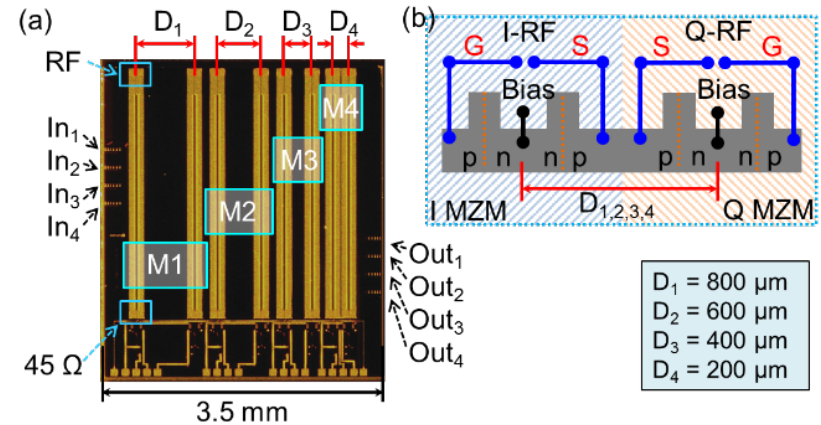 (a)
D1 D2 D3 D4
RF
In1
In2
In3
In4
M1
M2
M3
M4
Out1
Out2
Out3
Out4
45 Ω
3.5 mm
(b)
I-RF Q-RF
G S S G
Bias Bias
p n n p p n n p
D1,2,3,4
I MZM Q MZM
D1 = 800 μm
D2 = 600 μm
D3 = 400 μm
D4 = 200 μm